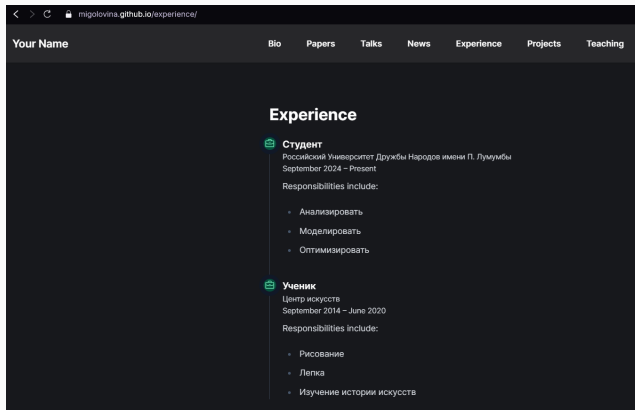 migolovina.github.io/experience/
Your Name
Bio Papers Talks News Experience Projects Teaching
Experience
Студент
Российский Университет Дружбы Народов имени П. Лумумбы
September 2024 – Present
Responsibilities include:
Анализировать
Моделировать
Оптимизировать
Ученик
Центр искусств
September 2014 – June 2020
Responsibilities include:
Рисование
Лепка
Изучение истории искусств